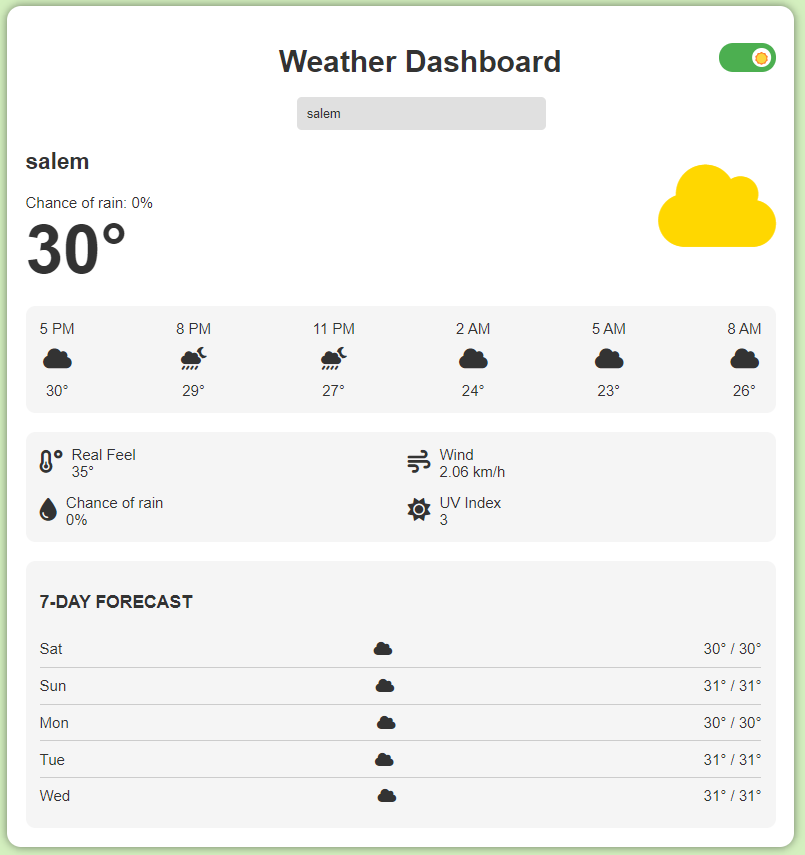 Weather Dashboard
salem
salem
Chance of rain: 0%
30°
5 PM 8 PM 11 PM 2 AM 5 AM 8 AM
30° 29° 27° 24° 23° 26°
Real Feel Wind
35° 2.06 km/h
Chance of rain UV Index
0% 3
7-DAY FORECAST
Sat 30° / 30°
Sun 31° / 31°
Mon 30° / 30°
Tue 31° / 31°
Wed 31° / 31°